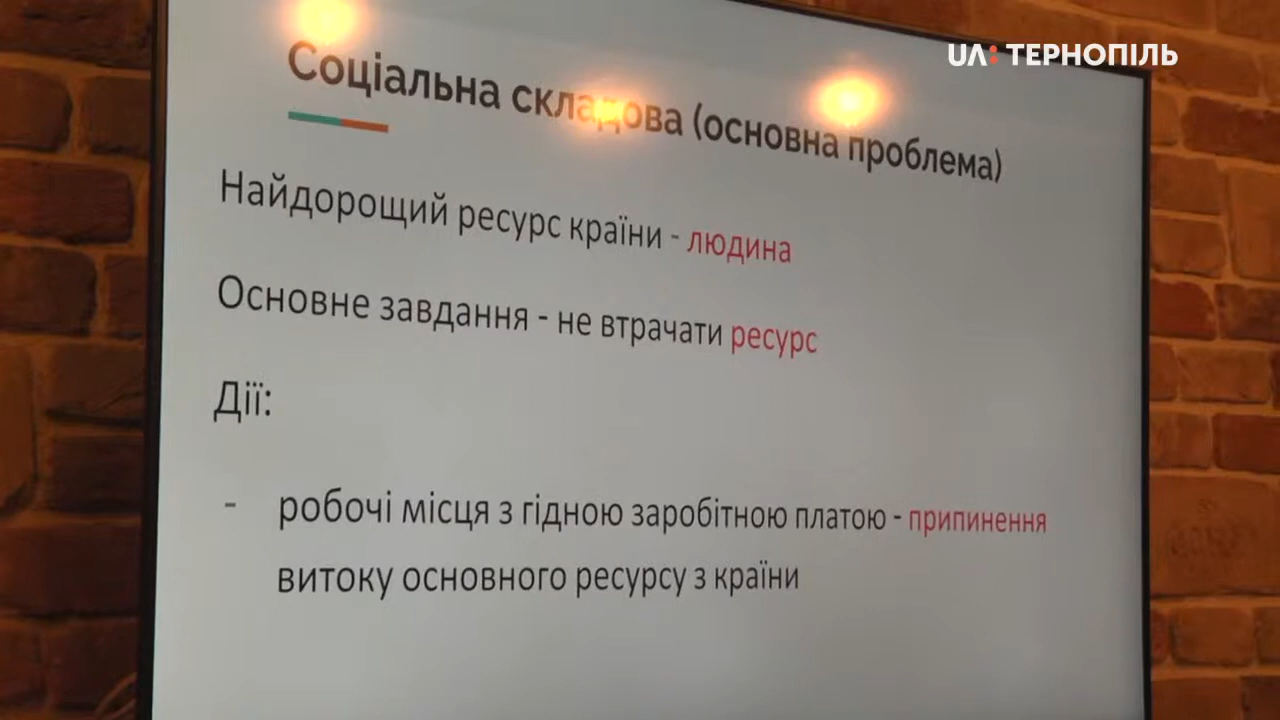 UA: ТЕРНОПІЛЬ
Соціальна складова (основна проблема)
Найдорощий ресурс країни - людина
Основне завдання - не втрачати ресурс
Дії:
- робочі місця з гідною заробітною платою - припинення
витоку основного ресурсу з країни